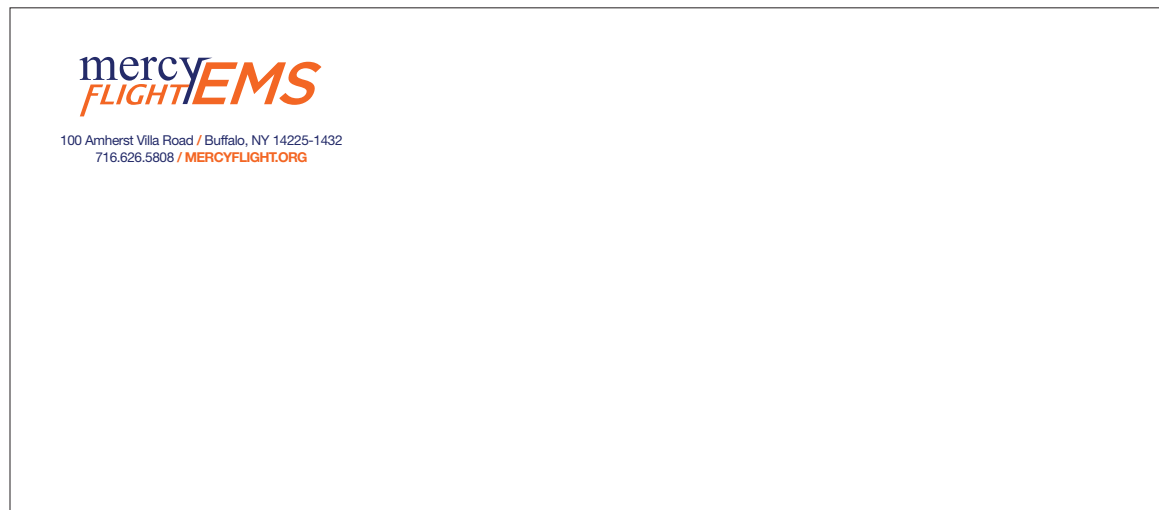 mercy EMS
FLIGHT
100 Amherst Villa Road / Buffalo, NY 14225-1432
716.626.5808 / MERCYFLIGHT.ORG